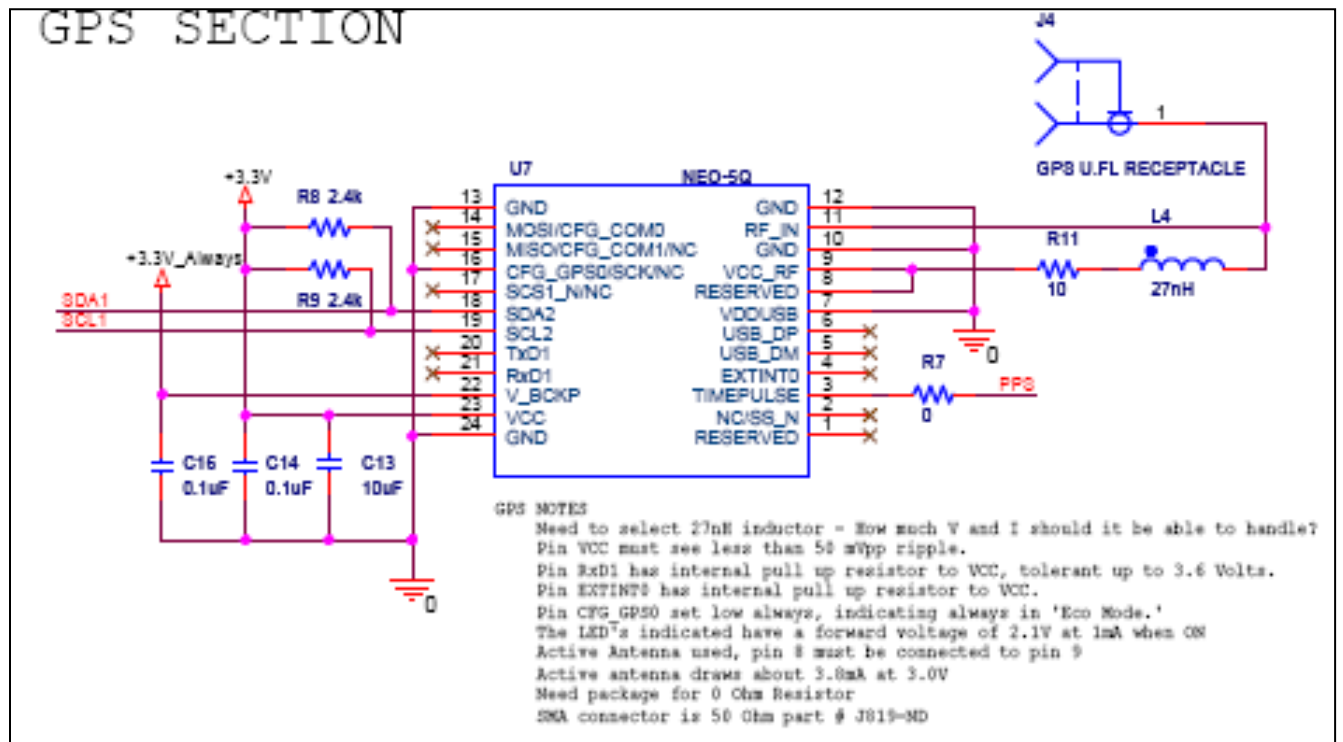 GPS SECTION
J4
1
GPS U.FL RECEPTACLE
U7
NEO-5Q
+3.3V
R8 2.4k
+3.3V_Always
R9 2.4k
SDA1
SCL1
13 GND
14 MOSI/CFG_COM0
15 MISO/CFG_COM1/NC
16 CFG_GPS0/SCK/NC
17 SCS1_N/NC
18 SDA2
19 SCL2
20 TxD1
21 RxD1
22 V_BCKP
23 VCC
24 GND
GND 12
RF_IN 11
GND 10
VCC_RF 9
RESERVED 8
VDDUSB 7
USB_DP 6
USB_DM 5
EXTINT0 4
TIMEPULSE 3
NC/SS_N 2
RESERVED 1
L4
27nH
R11
10
0
R7
0
PPS
C15
0.1uF
C14
0.1uF
C13
10uF
0
GPS NOTES
Need to select 27nH inductor - How much V and I should it be able to handle?
Pin VCC must see less than 50 mVpp ripple.
Pin RxD1 has internal pull up resistor to VCC, tolerant up to 3.6 Volts.
Pin EXTINT0 has internal pull up resistor to VCC.
Pin CFG_GPS0 set low always, indicating always in 'Eco Mode.'
The LED's indicated have a forward voltage of 2.1V at 1mA when ON
Active Antenna used, pin 8 must be connected to pin 9
Active antenna draws about 3.8mA at 3.0V
Need package for 0 Ohm Resistor
SMA connector is 50 Ohm part # J819-ND